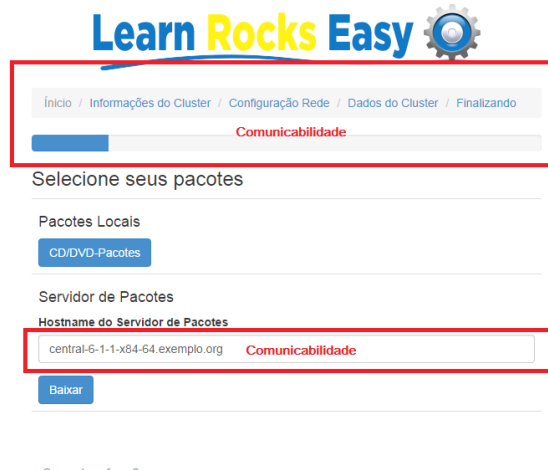 Learn Rocks Easy
Ínicio / Informações do Cluster / Configuração Rede / Dados do Cluster / Finalizando
Comunicabilidade
Selecione seus pacotes
Pacotes Locais
CD/DVD-Pacotes
Servidor de Pacotes
Hostname do Servidor de Pacotes
central-6-1-1-x84-64.exemplo.org Comunicabilidade
Baixar